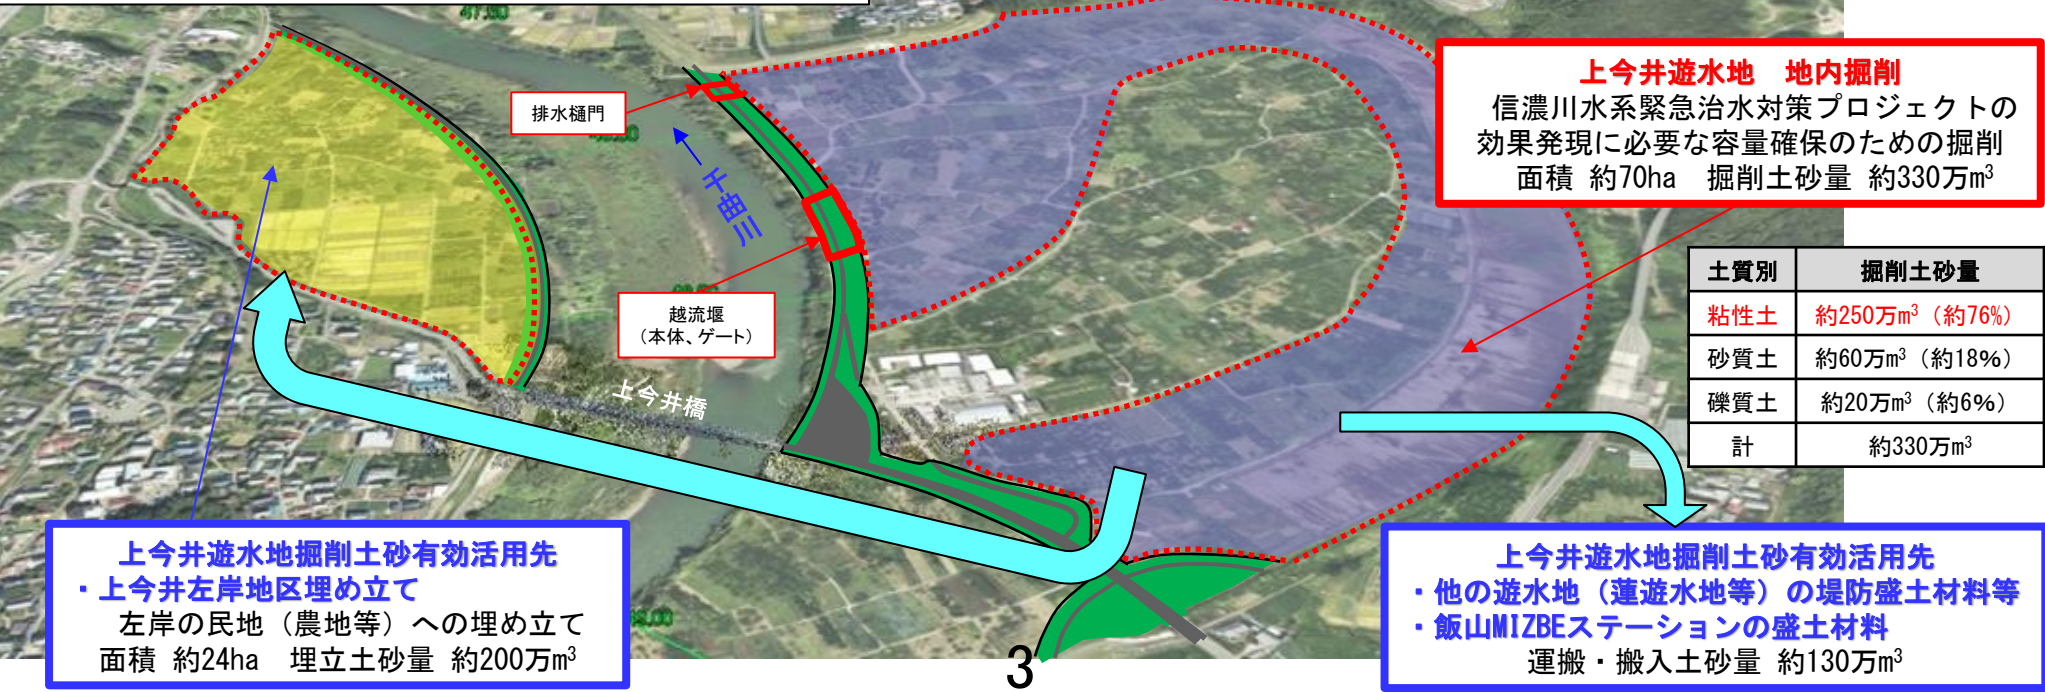 上今井遊水地　地内掘削
信濃川水系緊急治水対策プロジェクトの
効果発現に必要な容量確保のための掘削
面積 約70ha　掘削土砂量 約330万m³
排水樋門
千曲川
越流堰
（本体、ゲート）
上今井橋
土質別 掘削土砂量
粘性土 約250万m³（約76%）
砂質土 約60万m³（約18%）
礫質土 約20万m³（約6%）
計 約330万m³
上今井遊水地掘削土砂有効活用先
・上今井左岸地区埋め立て
左岸の民地（農地等）への埋め立て
面積 約24ha　埋立土砂量 約200万m³
上今井遊水地掘削土砂有効活用先
・他の遊水地（蓮遊水地等）の堤防盛土材料等
・飯山MIZBEステーションの盛土材料
運搬・搬入土砂量 約130万m³
3